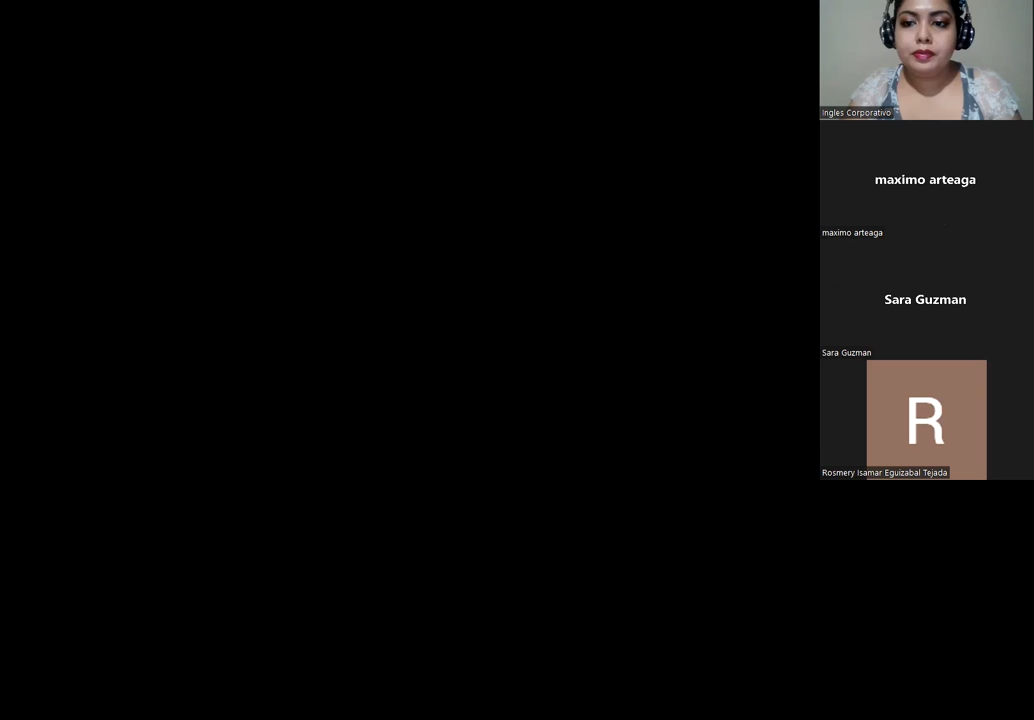 Ingles Corporativo
maximo arteaga
maximo arteaga
Sara Guzman
Sara Guzman
R
Rosmery Isamar Eguizabal Tejada